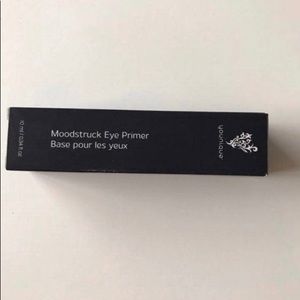 Moodstruck Eye Primer
Base pour les yeux
10 ml / 0.34 fl oz
younique